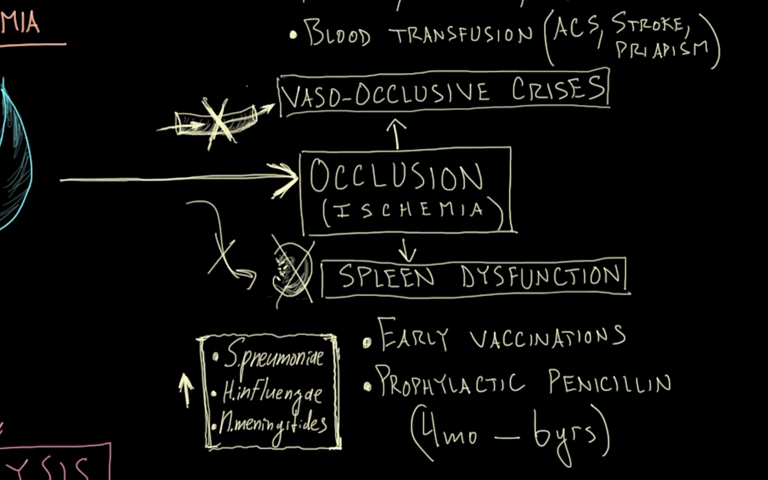 MIA
• BLOOD TRANSFUSION (ACS, STROKE,
PRIAPISM)
VASO-OCCLUSIVE CRISES
OCCLUSION
(ISCHEMIA)
SPLEEN DYSFUNCTION
• EARLY VACCINATIONS
• PROPHYLACTIC PENICILLIN
(4mo – 6yrs)
↑
• S.pneumoniae
• H.influenzae
• N.meningitides
YSIS